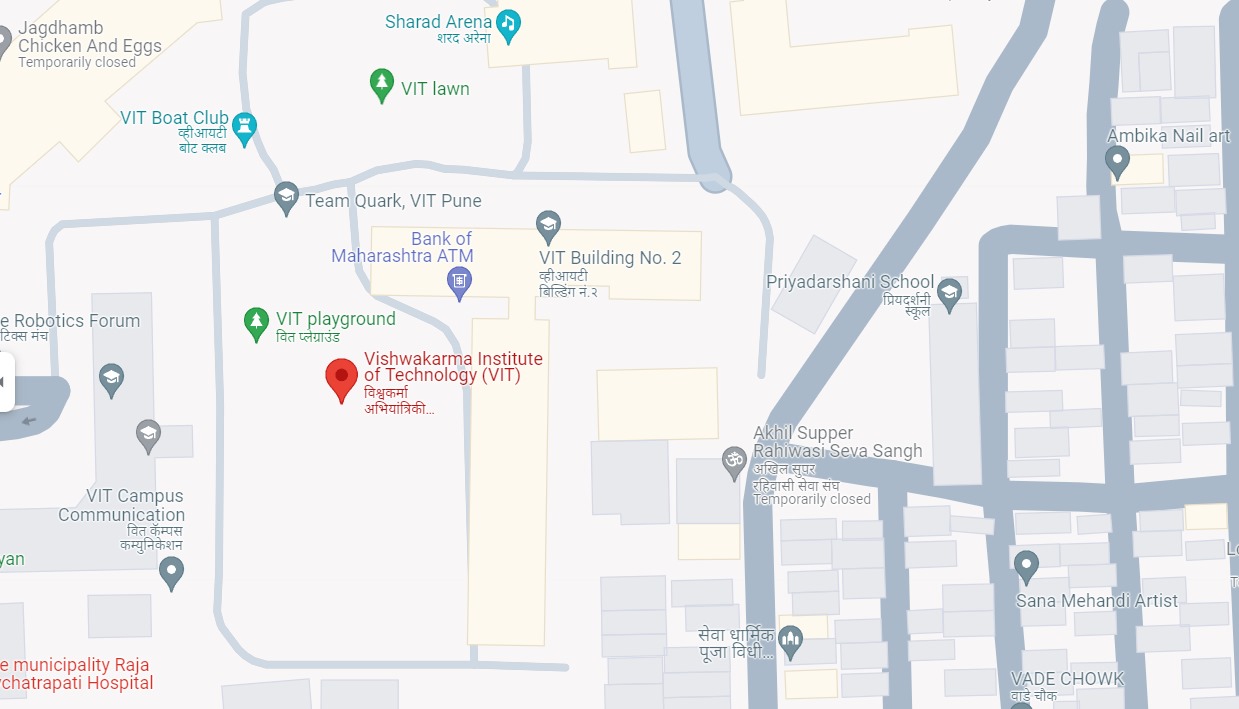 Jagdhamb
Chicken And Eggs
Temporarily closed
Sharad Arena
शरद अरेना
VIT lawn
VIT Boat Club
व्हीआयटी
बोट क्लब
Ambika Nail art
Team Quark, VIT Pune
Bank of
Maharashtra ATM
VIT Building No. 2
व्हीआयटी
बिल्डिंग नं.२
Priyadarshani School
प्रियदर्शनी
स्कूल
e Robotics Forum
टिक्स मंच
VIT playground
वित प्लेग्राउंड
Vishwakarma Institute
of Technology (VIT)
विश्वकर्मा
अभियांत्रिकी...
Akhil Supper
Rahiwasi Seva Sangh
अखिल सुपर
रहिवासी सेवा संघ
Temporarily closed
VIT Campus
Communication
वित कॅम्पस
कम्युनिकेशन
yan
Sana Mehandi Artist
सेवा धार्मिक
पूजा विधी...
e municipality Raja
chatrapati Hospital
VADE CHOWK
वाडे चौक